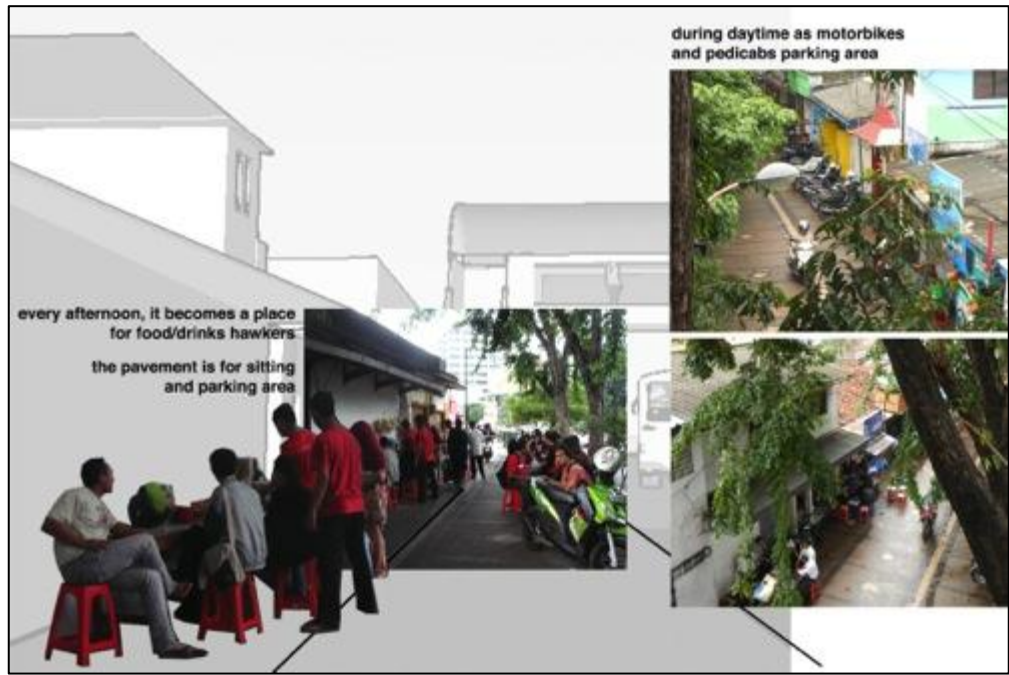 during daytime as motorbikes
and pedicabs parking area
every afternoon, it becomes a place
for food/drinks hawkers
the pavement is for sitting
and parking area